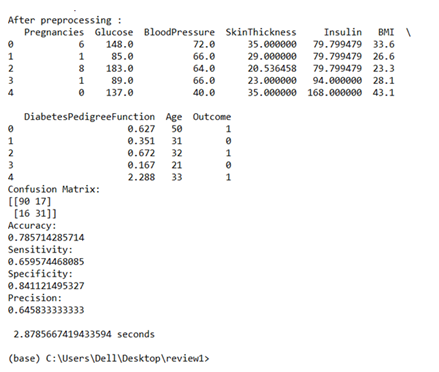 After preprocessing :
Pregnancies Glucose BloodPressure SkinThickness Insulin BMI \
0 6 148.0 72.0 35.000000 79.799479 33.6
1 1 85.0 66.0 29.000000 79.799479 26.6
2 8 183.0 64.0 20.536458 79.799479 23.3
3 1 89.0 66.0 23.000000 94.000000 28.1
4 0 137.0 40.0 35.000000 168.000000 43.1
DiabetesPedigreeFunction Age Outcome
0 0.627 50 1
1 0.351 31 0
2 0.672 32 1
3 0.167 21 0
4 2.288 33 1
Confusion Matrix:
[[90 17]
[16 31]]
Accuracy:
0.785714285714
Sensitivity:
0.659574468085
Specificity:
0.841121495327
Precision:
0.645833333333
2.8785667419433594 seconds
(base) C:\Users\Dell\Desktop\review1>